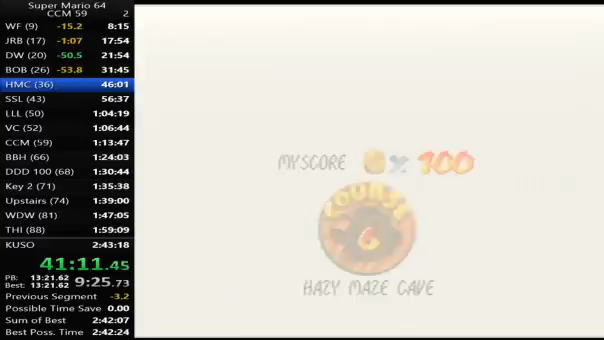 Super Mario 64
CCM 59 2
WF (9) -15.2 8:15
JRB (17) -1:07 17:54
DW (20) -50.5 21:54
BOB (26) -53.8 31:45
HMC (36) 46:01
SSL (43) 56:37
LLL (50) 1:04:19
VC (52) 1:06:44
CCM (59) 1:13:47
BBH (66) 1:24:03
DDD 100 (68) 1:30:44
Key 2 (71) 1:35:38
Upstairs (74) 1:39:00
WDW (81) 1:47:05
THI (88) 1:59:09
KUSO 2:43:18
41:11.45
PB: 13:21.62
Best: 13:21.62 9:25.73
Previous Segment -3.2
Possible Time Save 0.00
Sum of Best 2:42:07
Best Poss. Time 2:42:24
MYSCORE × 100
COURSE
6
HAZY MAZE CAVE